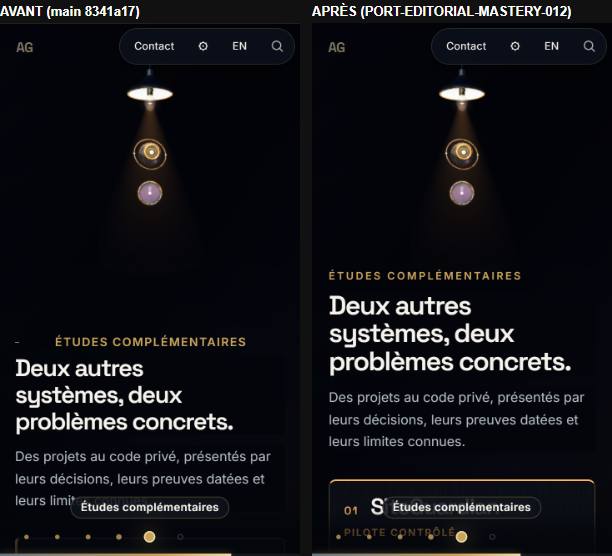 AVANT (main 8341a17)
AG
Contact
EN
ÉTUDES COMPLÉMENTAIRES
Deux autres
systèmes, deux
problèmes concrets.
Des projets au code privé, présentés par
leurs décisions, leurs preuves datées et
leurs limites connues.
Études complémentaires
APRÈS (PORT-EDITORIAL-MASTERY-012)
AG
Contact
EN
ÉTUDES COMPLÉMENTAIRES
Deux autres
systèmes, deux
problèmes concrets.
Des projets au code privé, présentés par
leurs décisions, leurs preuves datées et
leurs limites connues.
01
Études complémentaires
PILOTE CONTRÔLÉ